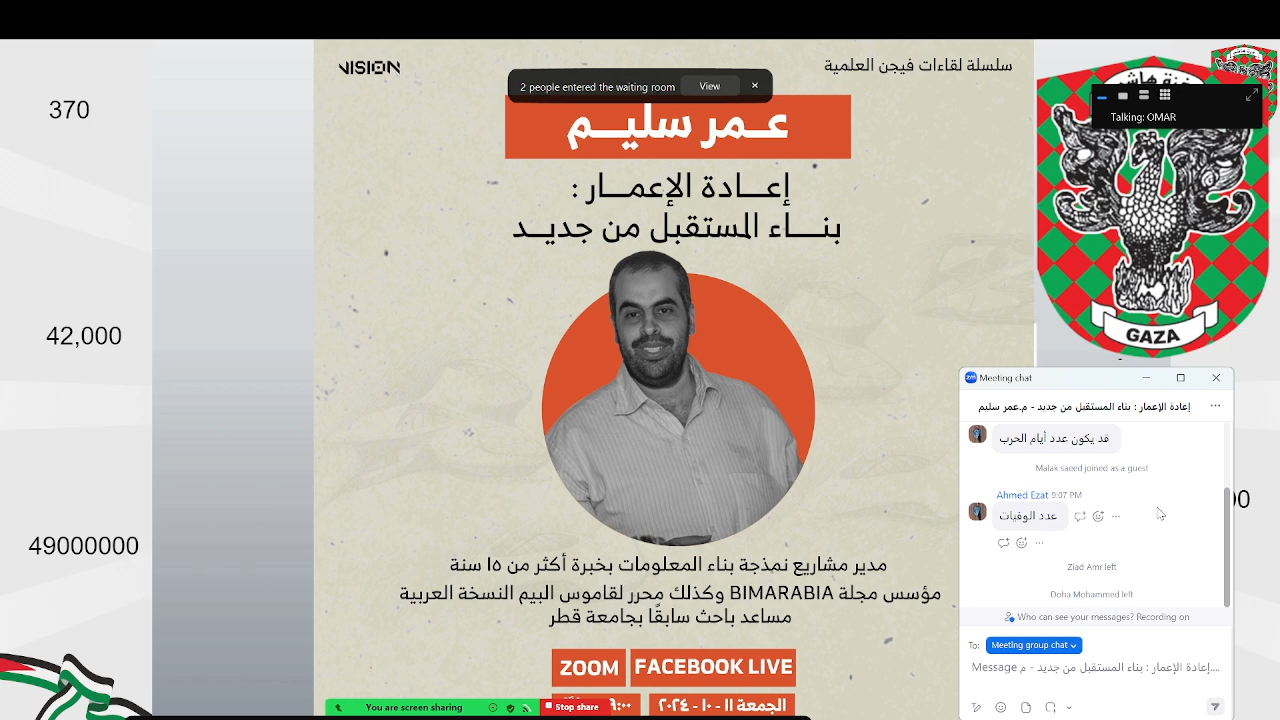 VISION
سلسلة لقاءات فيجن العلمية
2 people entered the waiting room
View
عمر سليم
إعادة الإعمار :
بناء المستقبل من جديد
مدير مشاريع نمذجة بناء المعلومات بخبرة أكثر من ١٥ سنة
مؤسس مجلة BIMARABIA وكذلك محرر لقاموس البيم النسخة العربية
مساعد باحث سابقًا بجامعة قطر
ZOOM
FACEBOOK LIVE
الجمعة ١١ - ١٠ - ٢٠٢٤
You are screen sharing
Stop share
370
42,000
49000000
Talking: OMAR
GAZA
Meeting chat
إعادة الإعمار : بناء المستقبل من جديد - م.عمر سليم
قد يكون عدد أيام الحرب
Malak saeed joined as a guest
Ahmed Ezat 9:07 PM
عدد الوفيات
Ziad Amr left
Doha Mohammed left
Who can see your messages? Recording on
To: Meeting group chat
Message إعادة الإعمار : بناء المستقبل من جديد - م....